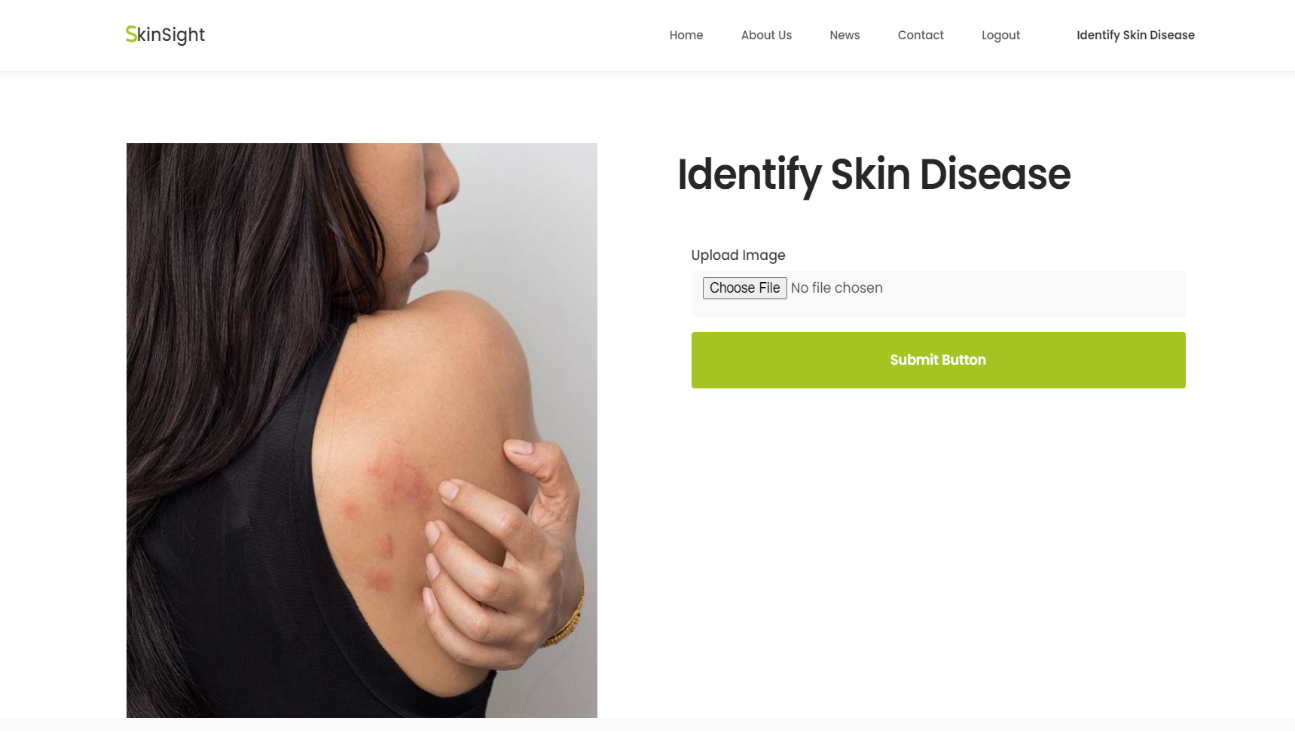 SkinSight
Home About Us News Contact Logout Identify Skin Disease
Identify Skin Disease
Upload Image
Choose File No file chosen
Submit Button